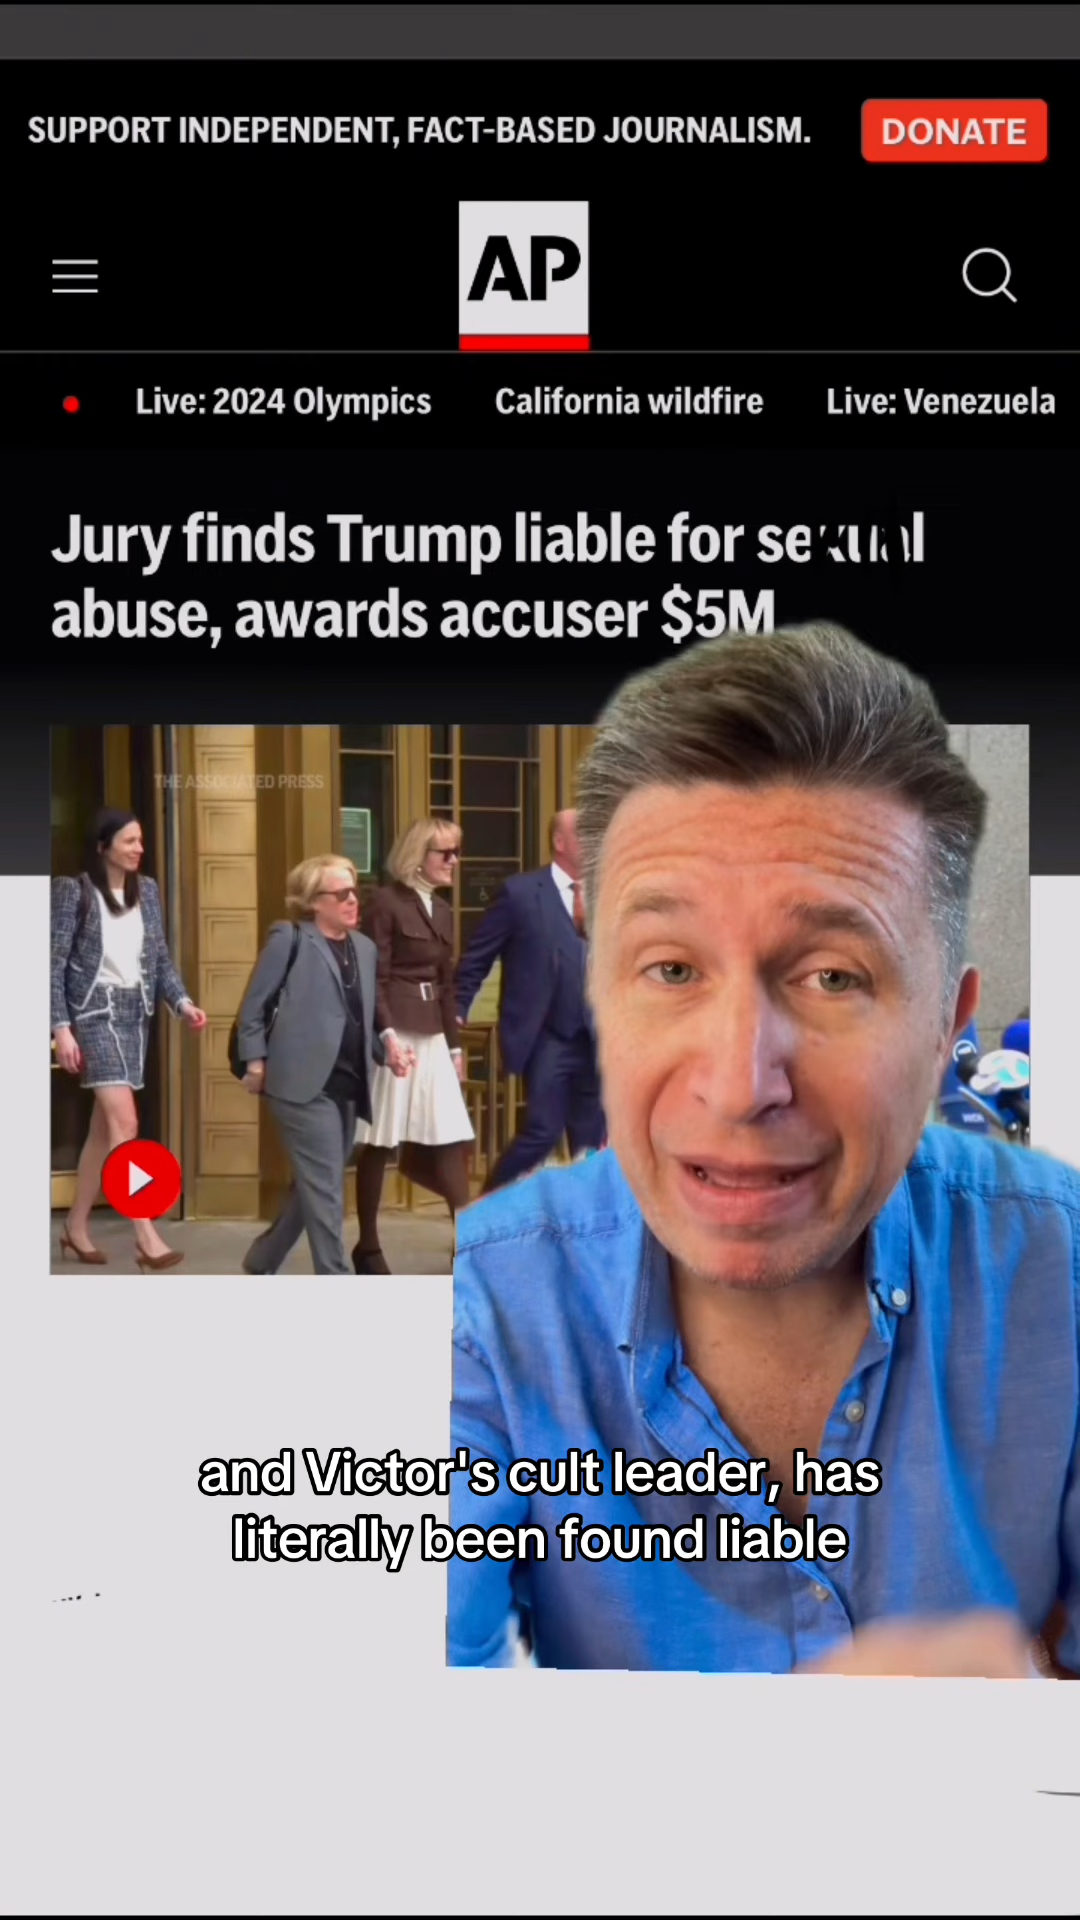 SUPPORT INDEPENDENT, FACT-BASED JOURNALISM.
DONATE
AP
Live: 2024 Olympics
California wildfire
Live: Venezuela
Jury finds Trump liable for sexual
abuse, awards accuser $5M
THE ASSOCIATED PRESS
and Victor's cult leader, has
literally been found liable